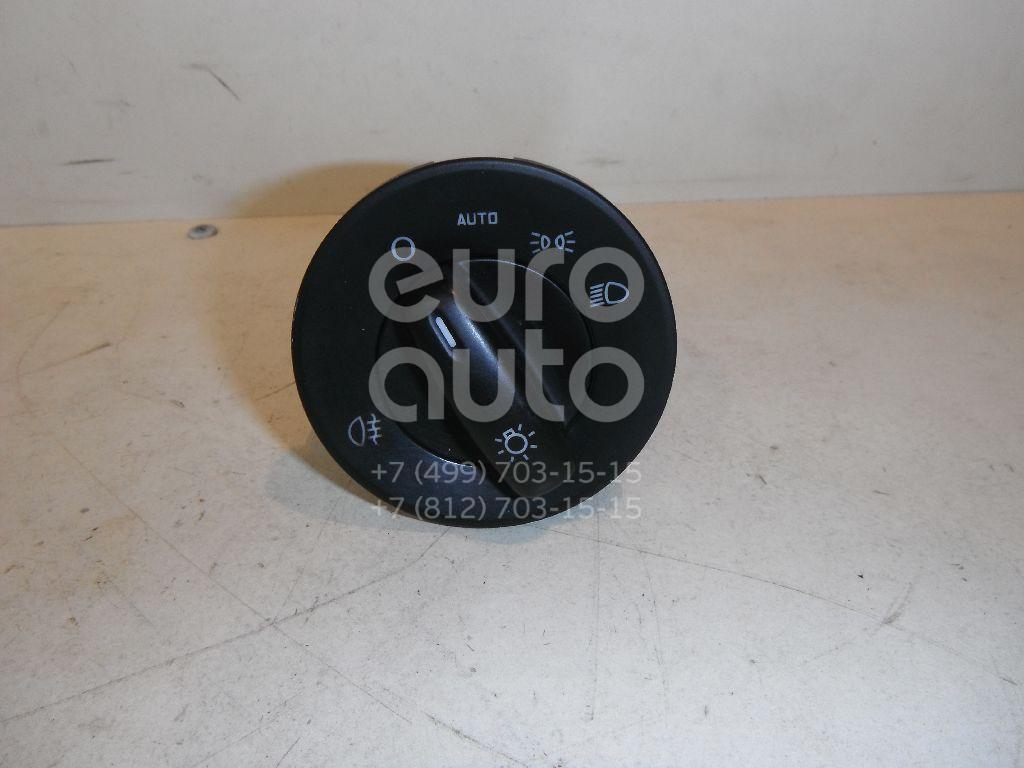 AUTO
euro
auto
+7 (499) 703-15-15
+7 (812) 703-15-15